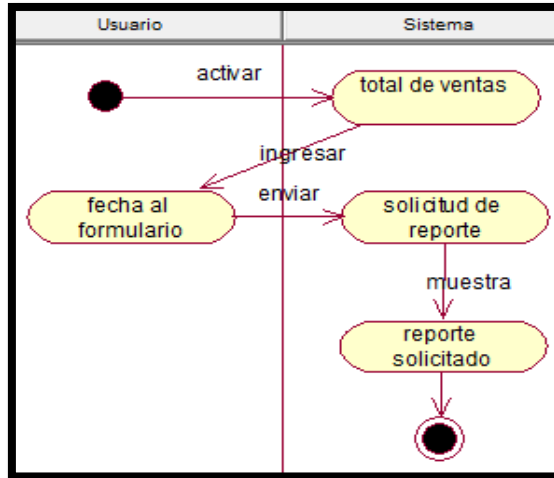 Usuario
Sistema
activar
total de ventas
ingresar
fecha al
formulario
enviar
solicitud de
reporte
muestra
reporte
solicitado